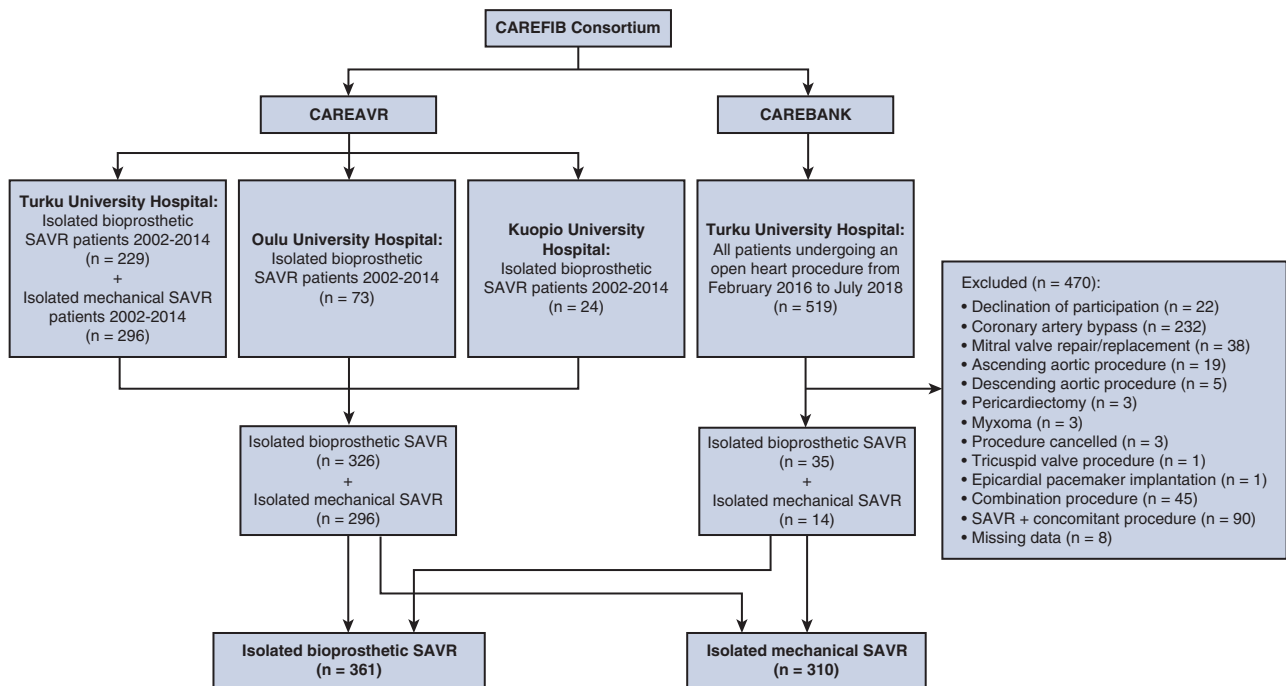 CAREFIB Consortium
CAREAVR
CAREBANK
Turku University Hospital:
Isolated bioprosthetic
SAVR patients 2002-2014
(n = 229)
+
Isolated mechanical SAVR
patients 2002-2014
(n = 296)
Oulu University Hospital:
Isolated bioprosthetic
SAVR patients 2002-2014
(n = 73)
Kuopio University
Hospital:
Isolated bioprosthetic
SAVR patients 2002-2014
(n = 24)
Turku University Hospital:
All patients undergoing an
open heart procedure from
February 2016 to July 2018
(n = 519)
Excluded (n = 470):
• Declination of participation (n = 22)
• Coronary artery bypass (n = 232)
• Mitral valve repair/replacement (n = 38)
• Ascending aortic procedure (n = 19)
• Descending aortic procedure (n = 5)
• Pericardiectomy (n = 3)
• Myxoma (n = 3)
• Procedure cancelled (n = 3)
• Tricuspid valve procedure (n = 1)
• Epicardial pacemaker implantation (n = 1)
• Combination procedure (n = 45)
• SAVR + concomitant procedure (n = 90)
• Missing data (n = 8)
Isolated bioprosthetic SAVR
(n = 326)
+
Isolated mechanical SAVR
(n = 296)
Isolated bioprosthetic SAVR
(n = 35)
+
Isolated mechanical SAVR
(n = 14)
Isolated bioprosthetic SAVR
(n = 361)
Isolated mechanical SAVR
(n = 310)